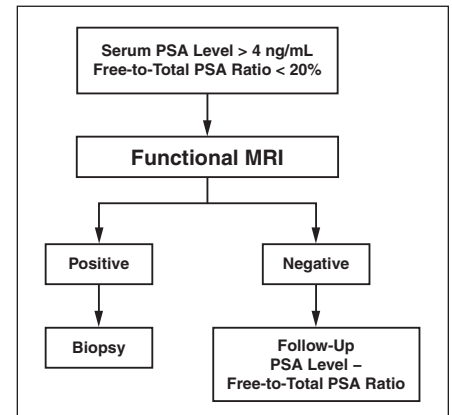 Serum PSA Level > 4 ng/mL
Free-to-Total PSA Ratio < 20%
Functional MRI
Positive
Negative
Biopsy
Follow-Up
PSA Level –
Free-to-Total PSA Ratio